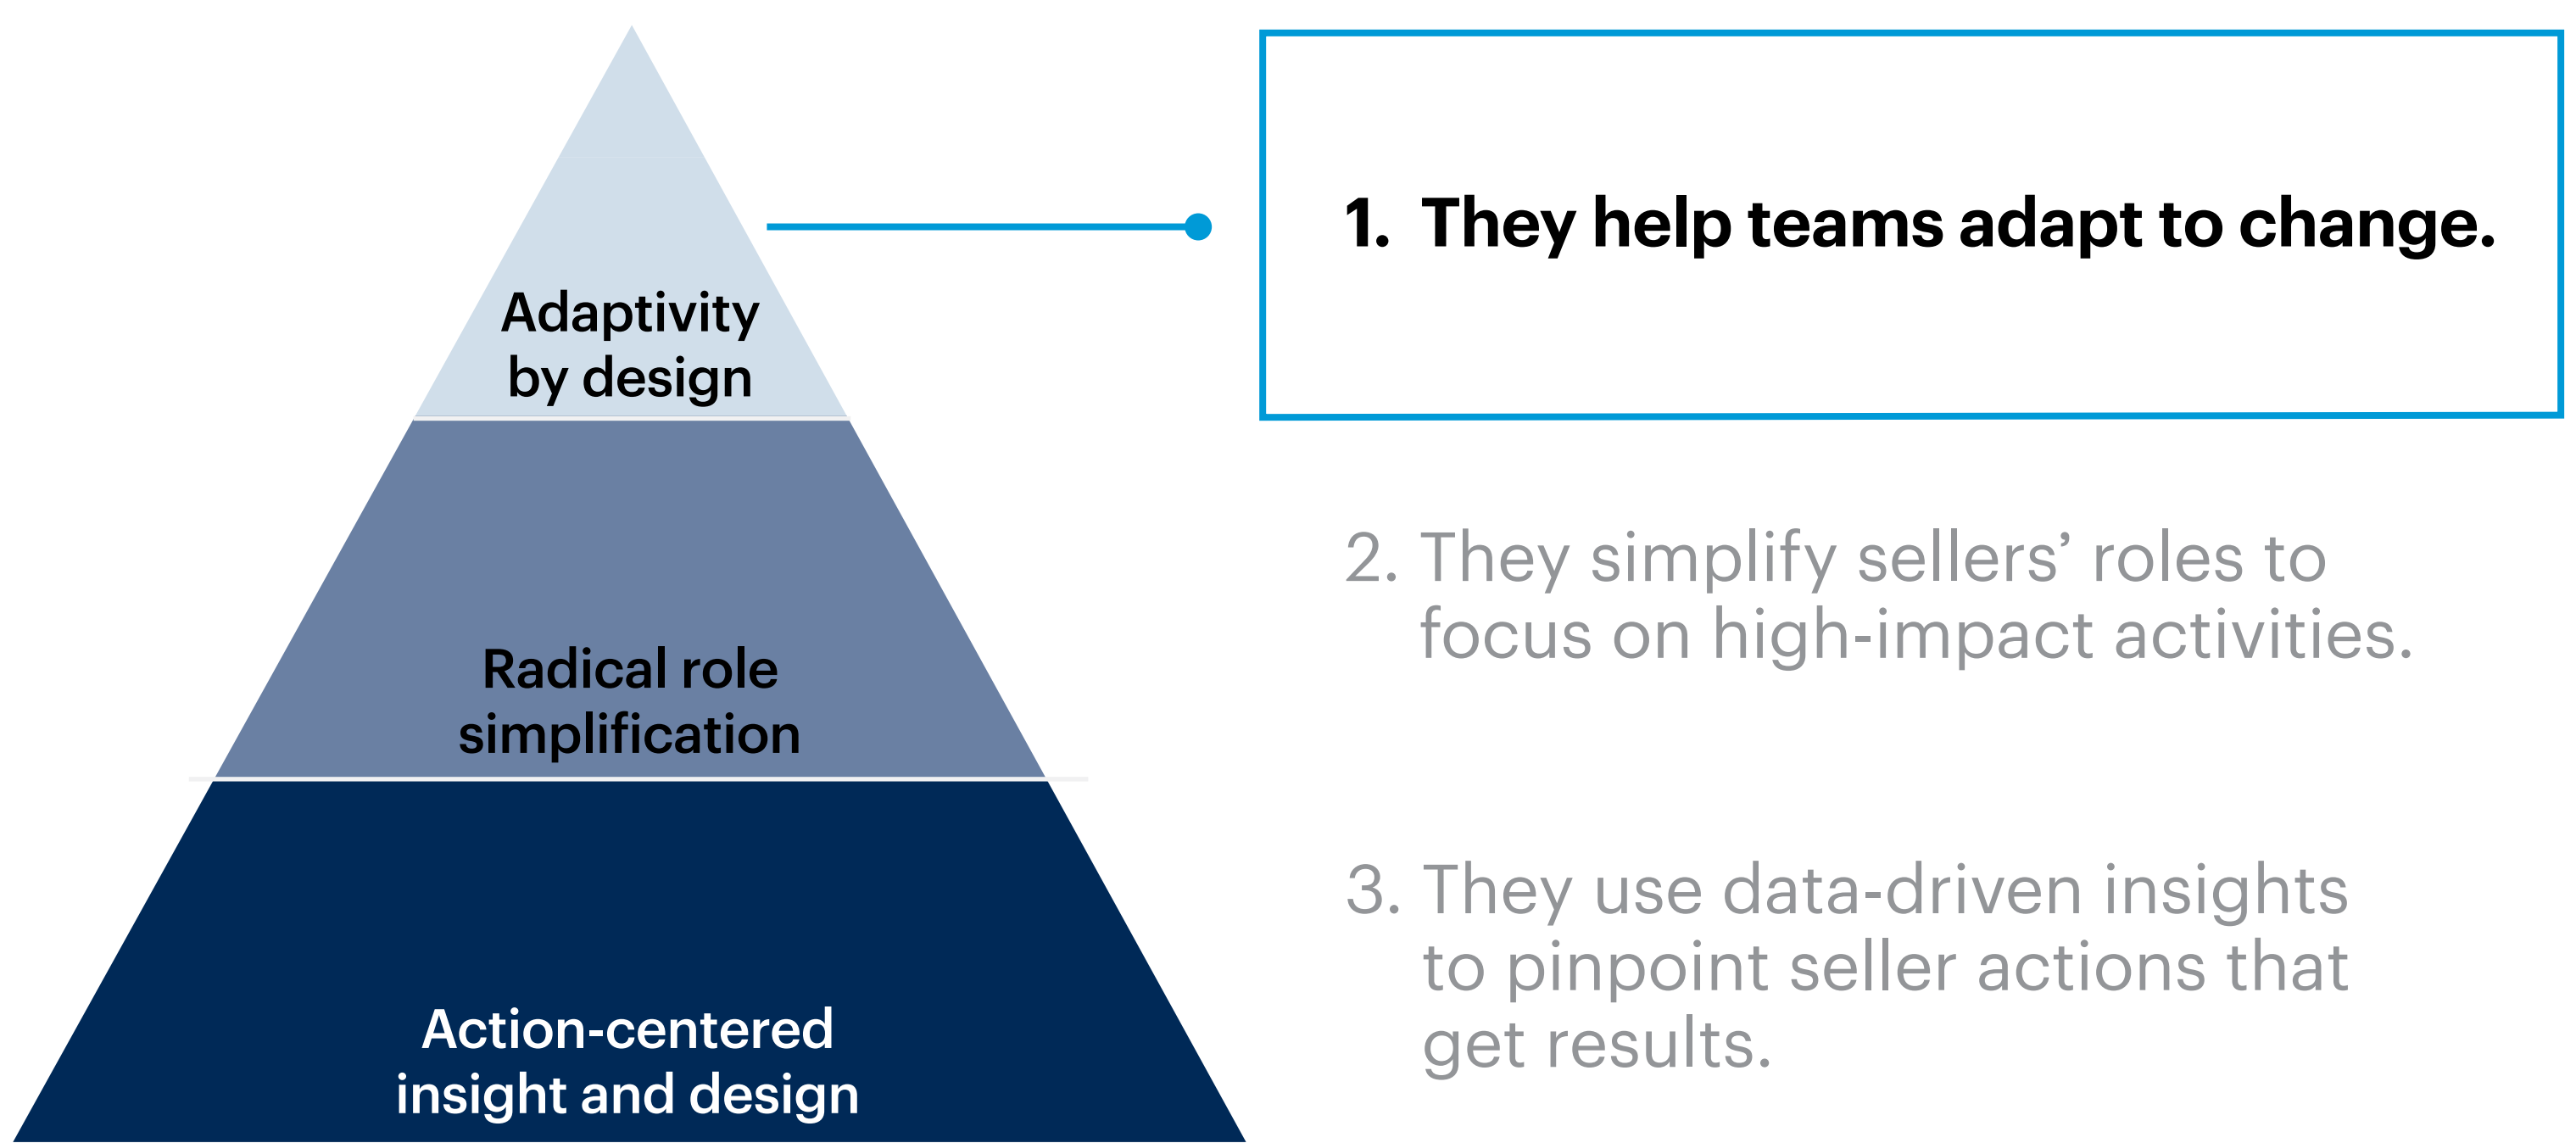 Adaptivity
by design
Radical role
simplification
Action-centered
insight and design
1. They help teams adapt to change.
2. They simplify sellers’ roles to
focus on high-impact activities.
3. They use data-driven insights
to pinpoint seller actions that
get results.